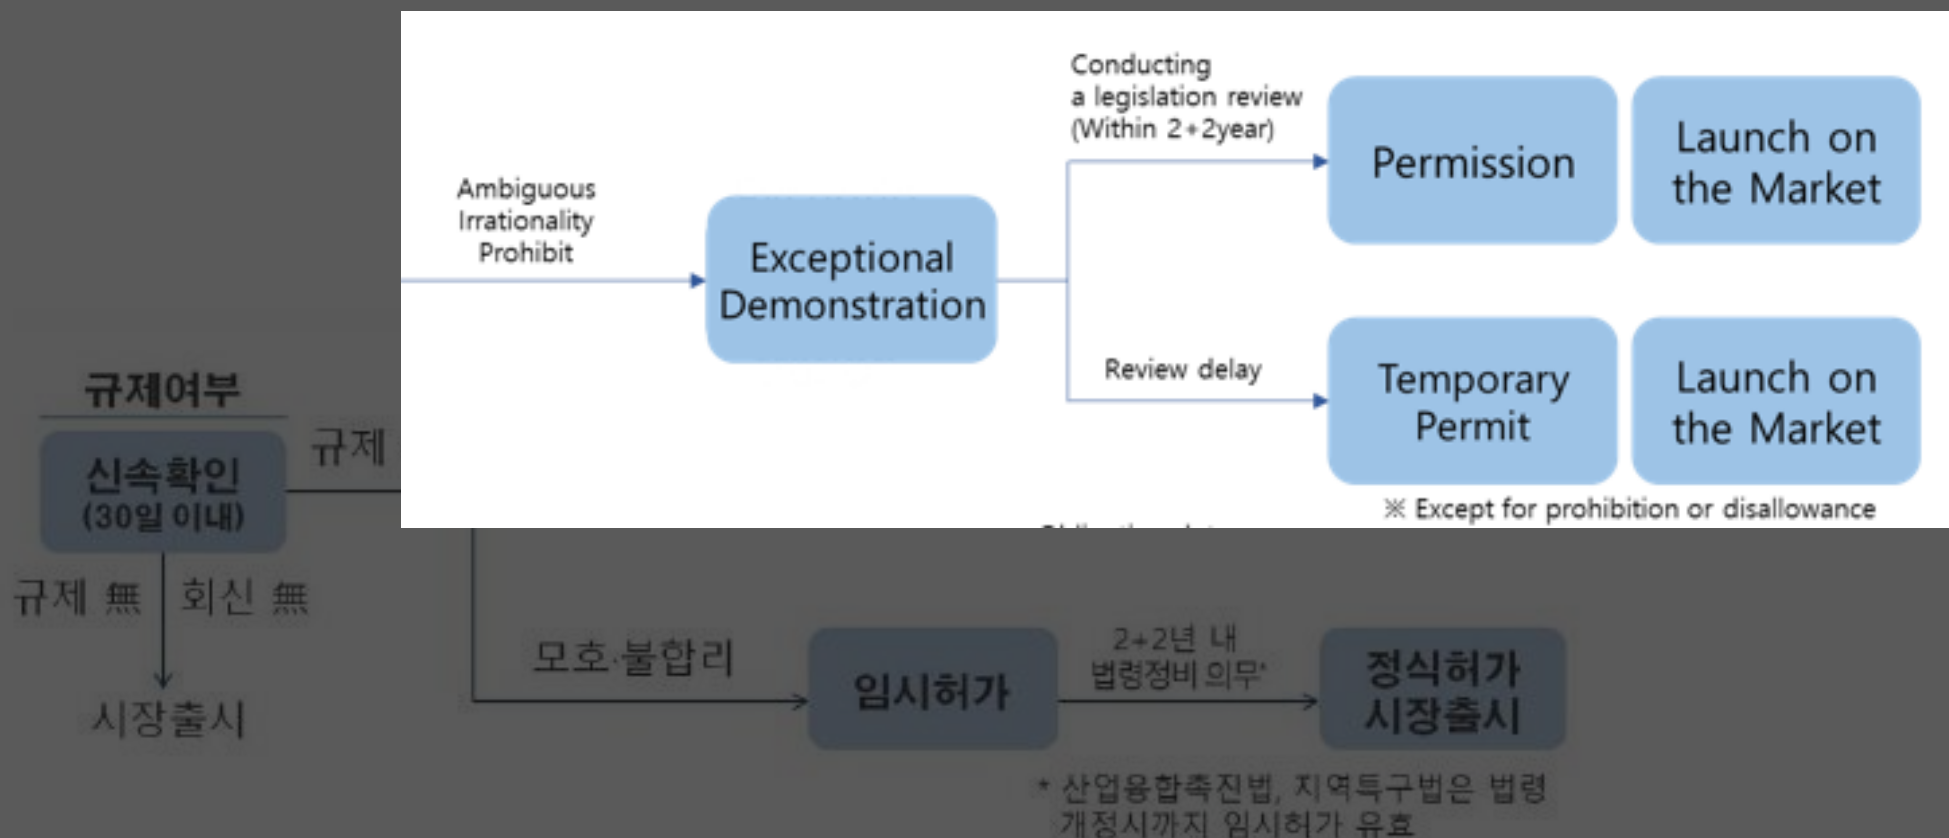 Conducting
a legislation review
(Within 2+2year)
Permission
Launch on
the Market
Ambiguous
Irrationality
Prohibit
Exceptional
Demonstration
Review delay
Temporary
Permit
Launch on
the Market
※ Except for prohibition or disallowance
규제여부
신속확인
(30일 이내)
규제
규제 無
회신 無
시장출시
모호·불합리
임시허가
2+2년 내
법령정비 의무*
정식허가
시장출시
* 산업융합촉진법, 지역특구법은 법령
개정시까지 임시허가 유효